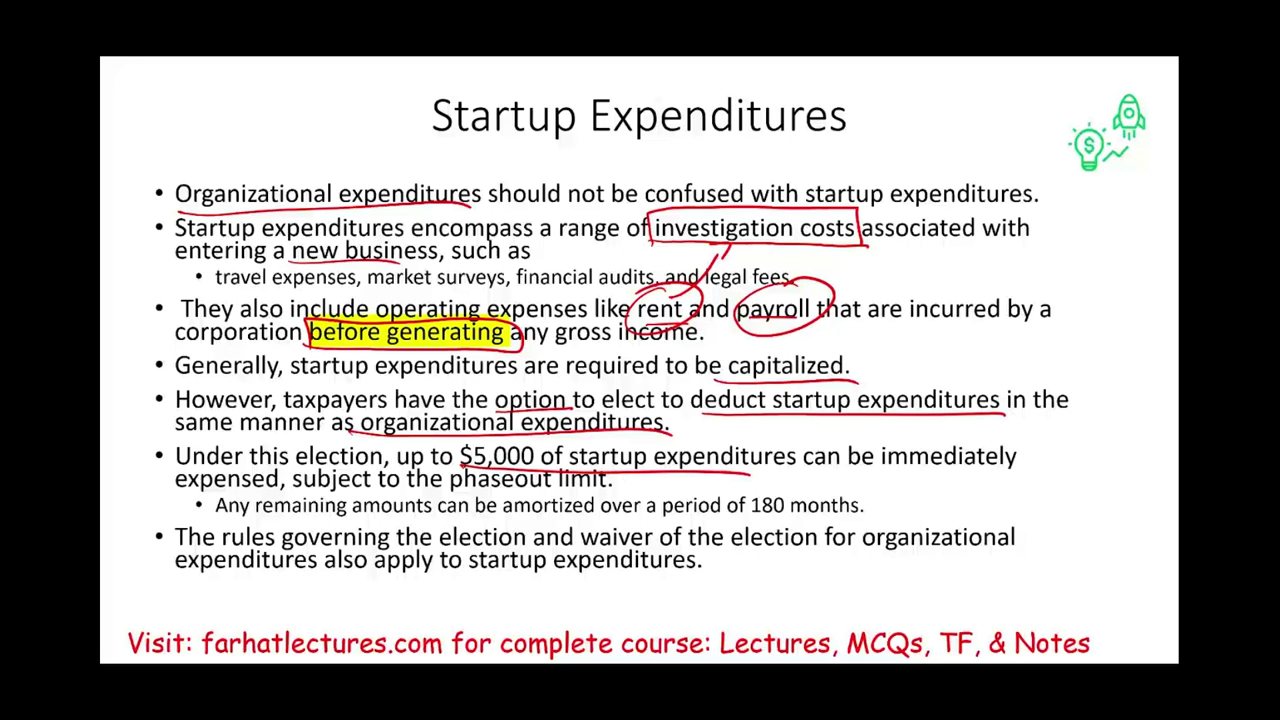 Startup Expenditures
$
• Organizational expenditures should not be confused with startup expenditures.
• Startup expenditures encompass a range of investigation costs associated with
entering a new business, such as
• travel expenses, market surveys, financial audits, and legal fees.
• They also include operating expenses like rent and payroll that are incurred by a
corporation before generating any gross income.
• Generally, startup expenditures are required to be capitalized.
• However, taxpayers have the option to elect to deduct startup expenditures in the
same manner as organizational expenditures.
• Under this election, up to $5,000 of startup expenditures can be immediately
expensed, subject to the phaseout limit.
• Any remaining amounts can be amortized over a period of 180 months.
• The rules governing the election and waiver of the election for organizational
expenditures also apply to startup expenditures.
Visit: farhatlectures.com for complete course: Lectures, MCQs, TF, & Notes